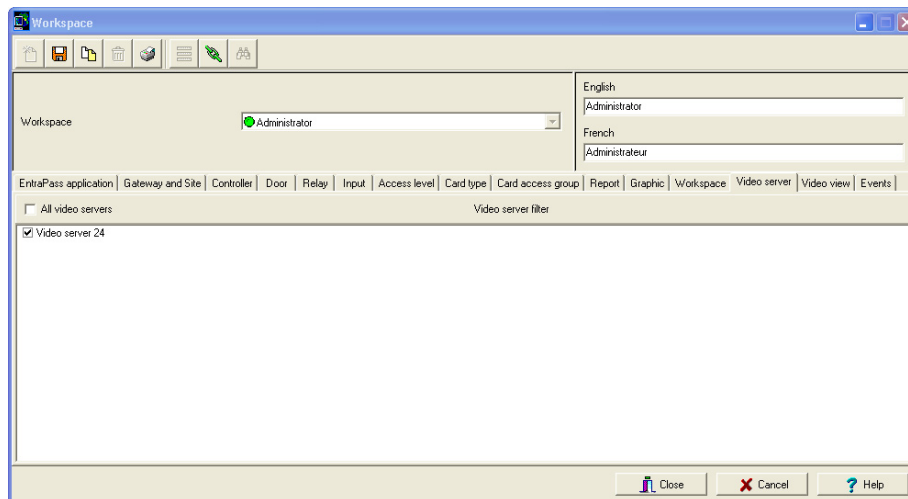 Workspace
English
Administrator
Workspace
Administrator
French
Administrateur
EntraPass application Gateway and Site Controller Door Relay Input Access level Card type Card access group Report Graphic Workspace Video server Video view Events
All video servers Video server filter
Video server 24
Close Cancel Help